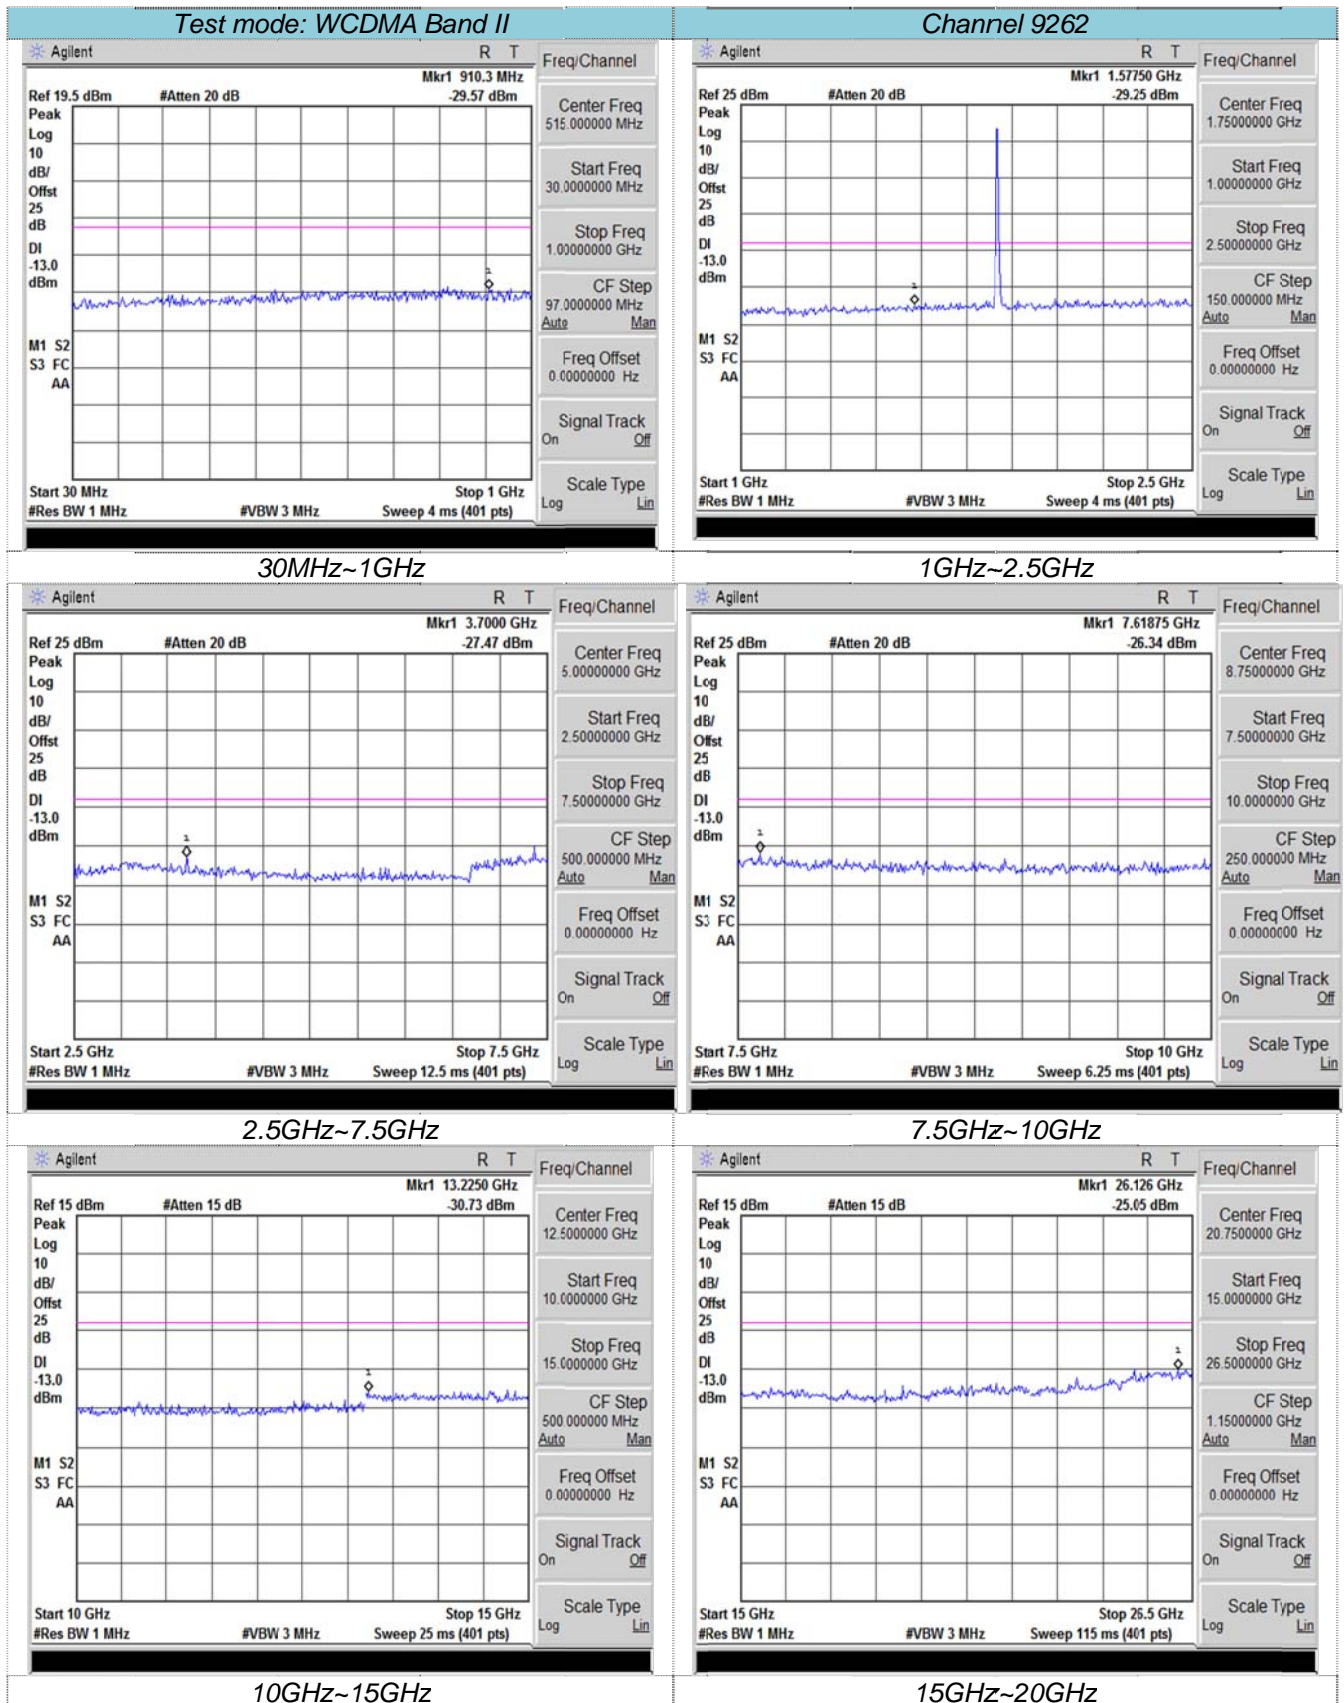 Test mode: WCDMA Band II
Channel 9262
Agilent
R T
Mkr1 910.3 MHz
Ref 19.5 dBm #Atten 20 dB -29.57 dBm
Peak
Log
10
dB/
Offst
25
dB
DI
-13.0
dBm
1
M1 S2
S3 FC
AA
Start 30 MHz Stop 1 GHz
#Res BW 1 MHz #VBW 3 MHz Sweep 4 ms (401 pts)
Freq/Channel
Center Freq
515.000000 MHz
Start Freq
30.0000000 MHz
Stop Freq
1.00000000 GHz
CF Step
97.0000000 MHz
Auto Man
Freq Offset
0.00000000 Hz
Signal Track
On Off
Scale Type
Log Lin
Agilent
R T
Mkr1 1.57750 GHz
Ref 25 dBm #Atten 20 dB -29.25 dBm
Peak
Log
10
dB/
Offst
25
dB
DI
-13.0
dBm
1
M1 S2
S3 FC
AA
Start 1 GHz Stop 2.5 GHz
#Res BW 1 MHz #VBW 3 MHz Sweep 4 ms (401 pts)
Freq/Channel
Center Freq
1.75000000 GHz
Start Freq
1.00000000 GHz
Stop Freq
2.50000000 GHz
CF Step
150.000000 MHz
Auto Man
Freq Offset
0.00000000 Hz
Signal Track
On Off
Scale Type
Log Lin
30MHz~1GHz
1GHz~2.5GHz
Agilent
R T
Mkr1 3.7000 GHz
Ref 25 dBm #Atten 20 dB -27.47 dBm
Peak
Log
10
dB/
Offst
25
dB
DI
-13.0
dBm
1
M1 S2
S3 FC
AA
Start 2.5 GHz Stop 7.5 GHz
#Res BW 1 MHz #VBW 3 MHz Sweep 12.5 ms (401 pts)
Freq/Channel
Center Freq
5.00000000 GHz
Start Freq
2.50000000 GHz
Stop Freq
7.50000000 GHz
CF Step
500.000000 MHz
Auto Man
Freq Offset
0.00000000 Hz
Signal Track
On Off
Scale Type
Log Lin
Agilent
R T
Mkr1 7.61875 GHz
Ref 25 dBm #Atten 20 dB -26.34 dBm
Peak
Log
10
dB/
Offst
25
dB
DI
-13.0
dBm
1
M1 S2
S3 FC
AA
Start 7.5 GHz Stop 10 GHz
#Res BW 1 MHz #VBW 3 MHz Sweep 6.25 ms (401 pts)
Freq/Channel
Center Freq
8.75000000 GHz
Start Freq
7.50000000 GHz
Stop Freq
10.0000000 GHz
CF Step
250.000000 MHz
Auto Man
Freq Offset
0.00000000 Hz
Signal Track
On Off
Scale Type
Log Lin
2.5GHz~7.5GHz
7.5GHz~10GHz
Agilent
R T
Mkr1 13.2250 GHz
Ref 15 dBm #Atten 15 dB -30.73 dBm
Peak
Log
10
dB/
Offst
25
dB
DI
-13.0
dBm
1
M1 S2
S3 FC
AA
Start 10 GHz Stop 15 GHz
#Res BW 1 MHz #VBW 3 MHz Sweep 25 ms (401 pts)
Freq/Channel
Center Freq
12.5000000 GHz
Start Freq
10.0000000 GHz
Stop Freq
15.0000000 GHz
CF Step
500.000000 MHz
Auto Man
Freq Offset
0.00000000 Hz
Signal Track
On Off
Scale Type
Log Lin
Agilent
R T
Mkr1 26.126 GHz
Ref 15 dBm #Atten 15 dB -25.05 dBm
Peak
Log
10
dB/
Offst
25
dB
DI
-13.0
dBm
1
M1 S2
S3 FC
AA
Start 15 GHz Stop 26.5 GHz
#Res BW 1 MHz #VBW 3 MHz Sweep 115 ms (401 pts)
Freq/Channel
Center Freq
20.7500000 GHz
Start Freq
15.0000000 GHz
Stop Freq
26.5000000 GHz
CF Step
1.15000000 GHz
Auto Man
Freq Offset
0.00000000 Hz
Signal Track
On Off
Scale Type
Log Lin
10GHz~15GHz
15GHz~20GHz